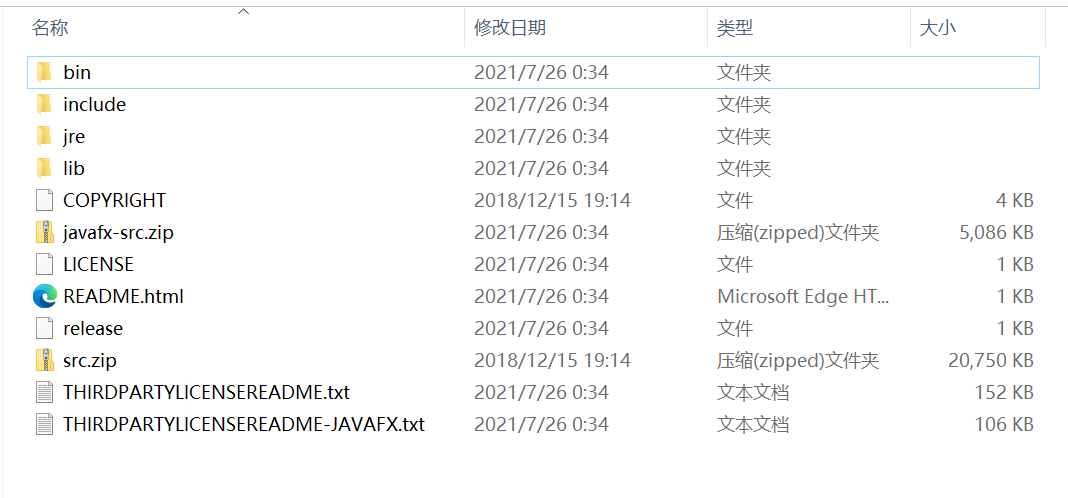 名称 修改日期 类型 大小
bin 2021/7/26 0:34 文件夹
include 2021/7/26 0:34 文件夹
jre 2021/7/26 0:34 文件夹
lib 2021/7/26 0:34 文件夹
COPYRIGHT 2018/12/15 19:14 文件 4 KB
javafx-src.zip 2021/7/26 0:34 压缩(zipped)文件夹 5,086 KB
LICENSE 2021/7/26 0:34 文件 1 KB
README.html 2021/7/26 0:34 Microsoft Edge HT... 1 KB
release 2021/7/26 0:34 文件 1 KB
src.zip 2018/12/15 19:14 压缩(zipped)文件夹 20,750 KB
THIRDPARTYLICENSEREADME.txt 2021/7/26 0:34 文本文档 152 KB
THIRDPARTYLICENSEREADME-JAVAFX.txt 2021/7/26 0:34 文本文档 106 KB